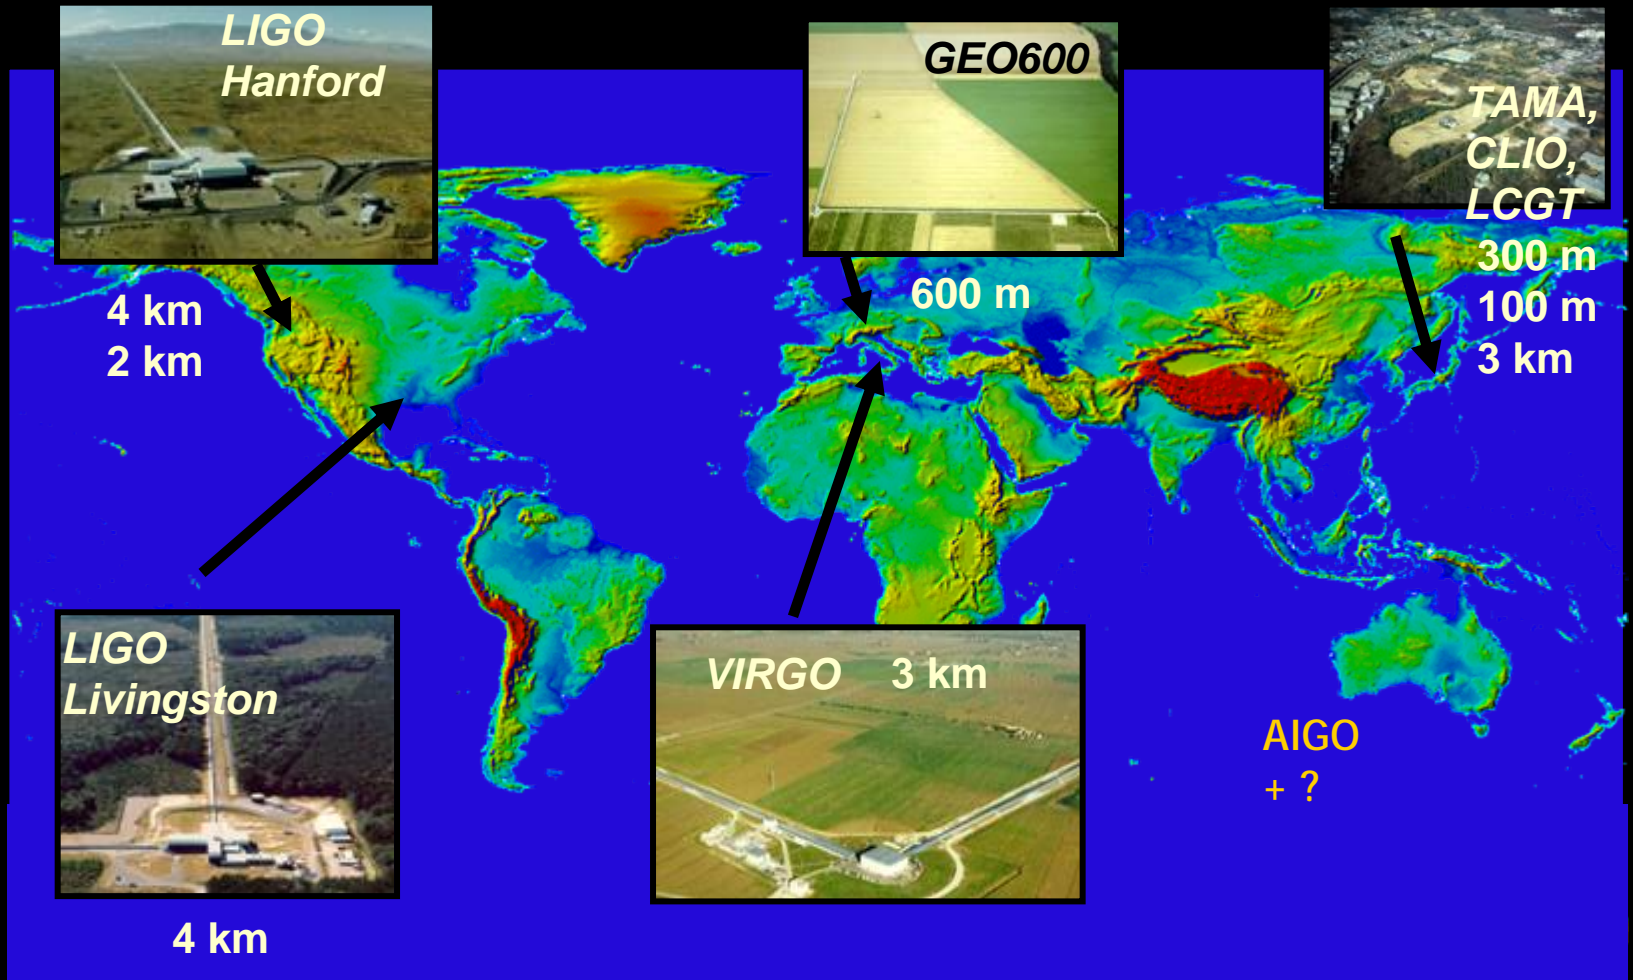 LIGO
Hanford
4 km
2 km
GEO600
600 m
TAMA,
CLIO,
LCGT
300 m
100 m
3 km
LIGO
Livingston
4 km
VIRGO 3 km
AIGO
+ ?